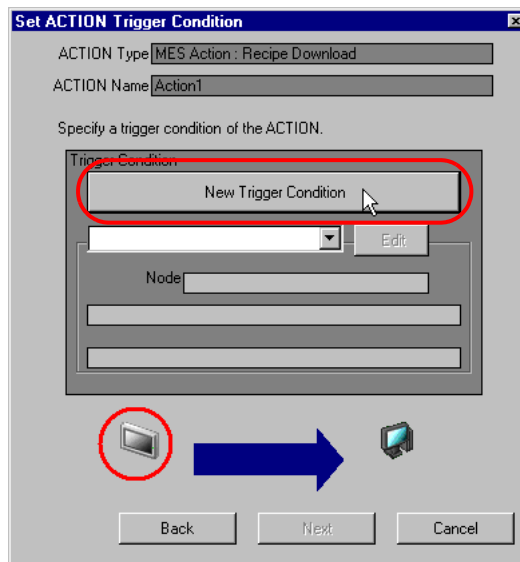 Set ACTION Trigger Condition
ACTION Type MES Action : Recipe Download
ACTION Name Action1
Specify a trigger condition of the ACTION.
Trigger Condition
New Trigger Condition
Edit
Node
Back Next Cancel